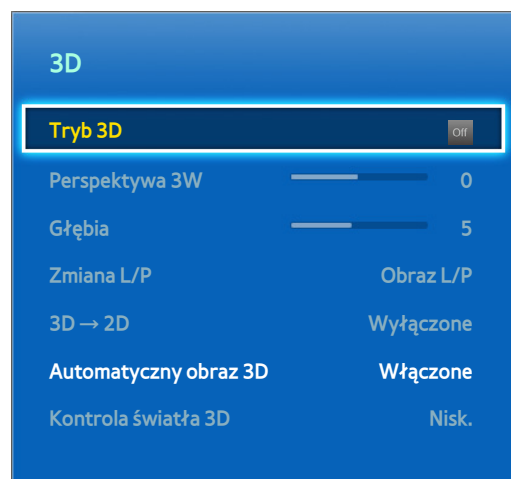 3D
Tryb 3D Off
Perspektywa 3W 0
Głębia 5
Zmiana L/P Obraz L/P
3D → 2D Wyłączone
Automatyczny obraz 3D Włączone
Kontrola światła 3D Nisk.